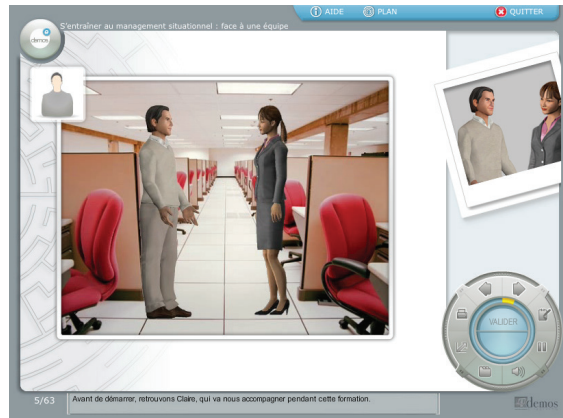 AIDE
PLAN
QUITTER
S'entraîner au management situationnel : face à une équipe
demos
VALIDER
5/63
Avant de démarrer, retrouvons Claire, qui va nous accompagner pendant cette formation.
demos